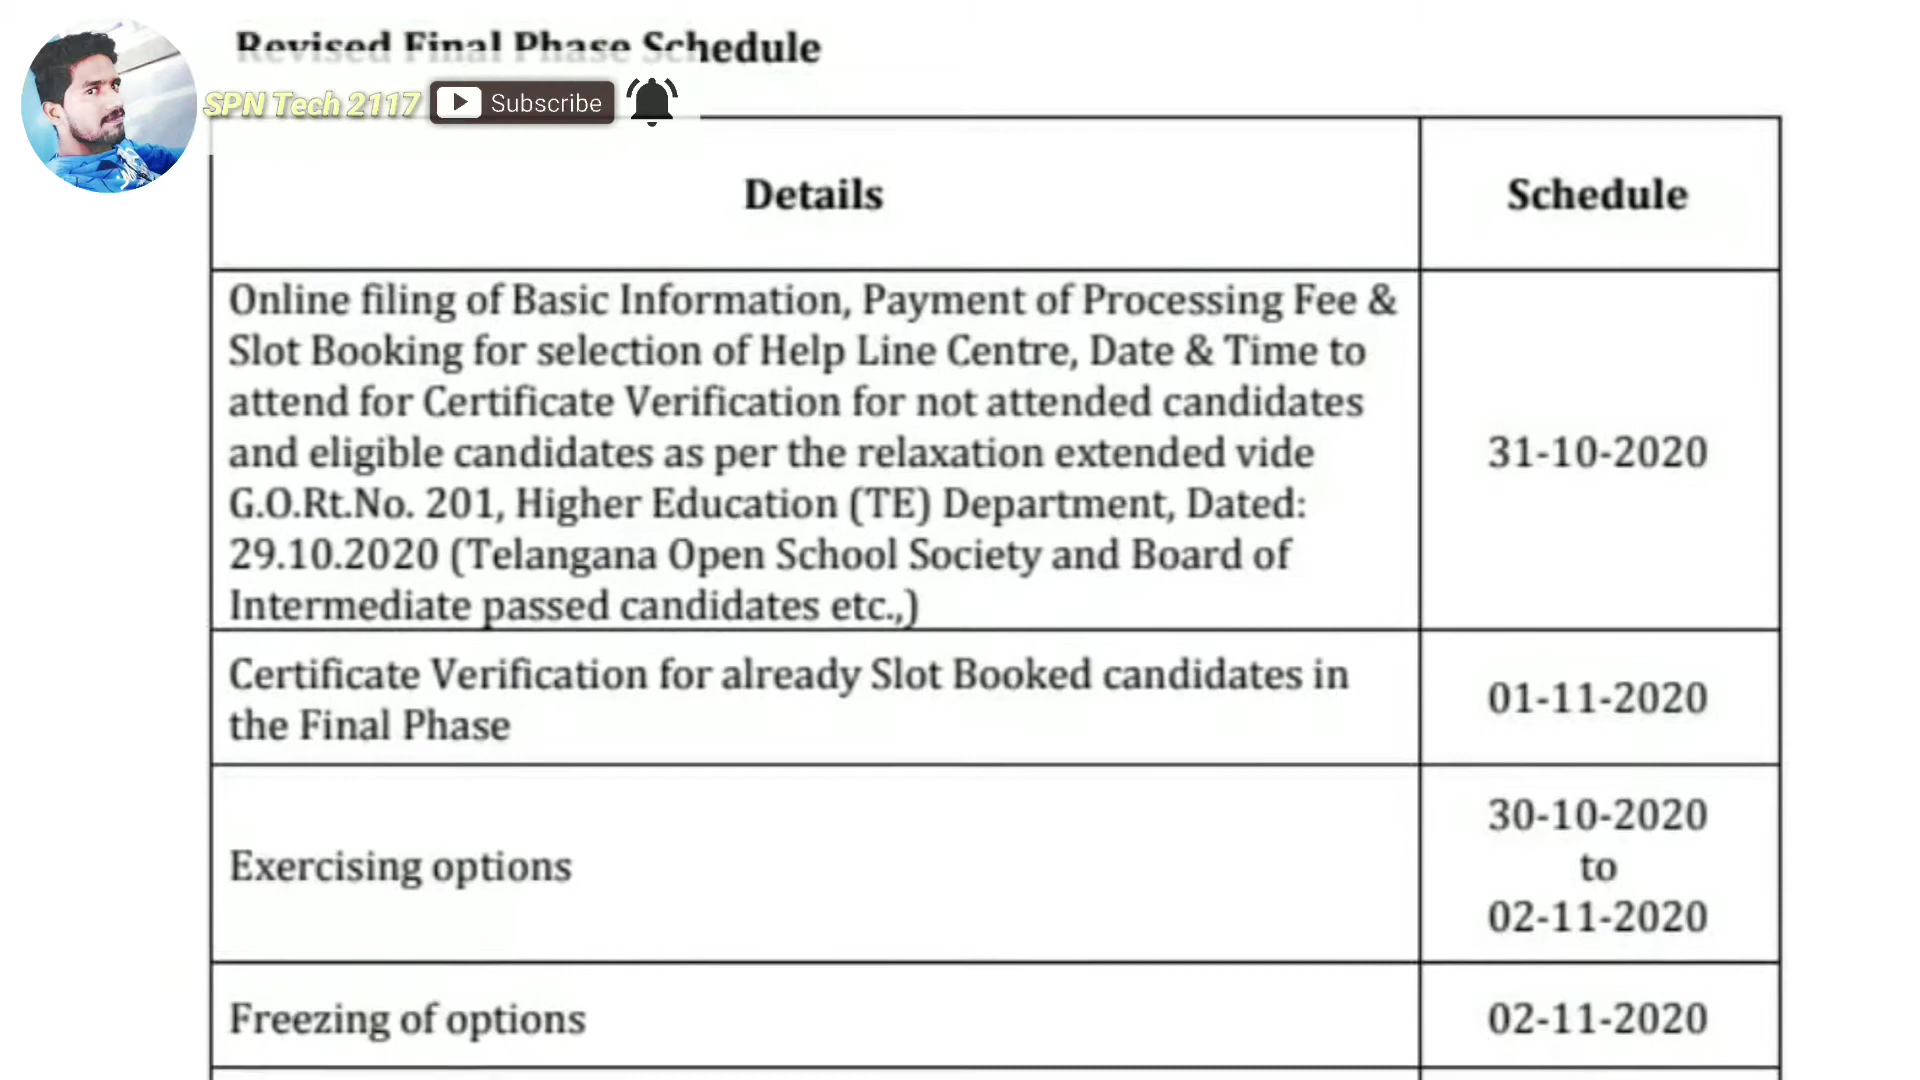 Revised Final Phase Schedule
SPN Tech 2117 Subscribe
Details Schedule
Online filing of Basic Information, Payment of Processing Fee &
Slot Booking for selection of Help Line Centre, Date & Time to
attend for Certificate Verification for not attended candidates
and eligible candidates as per the relaxation extended vide
G.O.Rt.No. 201, Higher Education (TE) Department, Dated:
29.10.2020 (Telangana Open School Society and Board of
Intermediate passed candidates etc.,)
31-10-2020
Certificate Verification for already Slot Booked candidates in
the Final Phase
01-11-2020
Exercising options
30-10-2020
to
02-11-2020
Freezing of options
02-11-2020